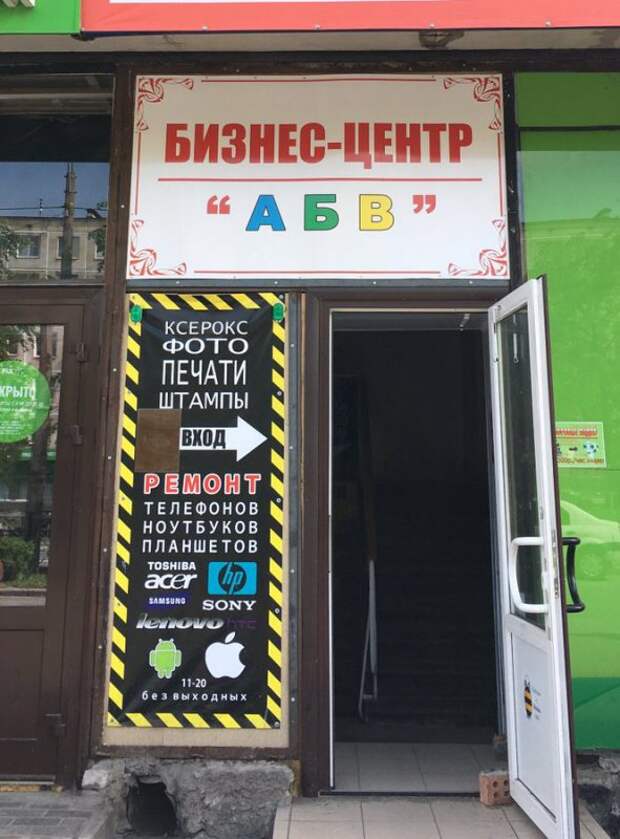 БИЗНЕС-ЦЕНТР
“АБВ”
КСЕРОКС
ФОТО
ПЕЧАТИ
ШТАМПЫ
ВХОД
РЕМОНТ
ТЕЛЕФОНОВ
НОУТБУКОВ
ПЛАНШЕТОВ
TOSHIBA
acer hp
SAMSUNG SONY
lenovo htc
11-20
без выходных